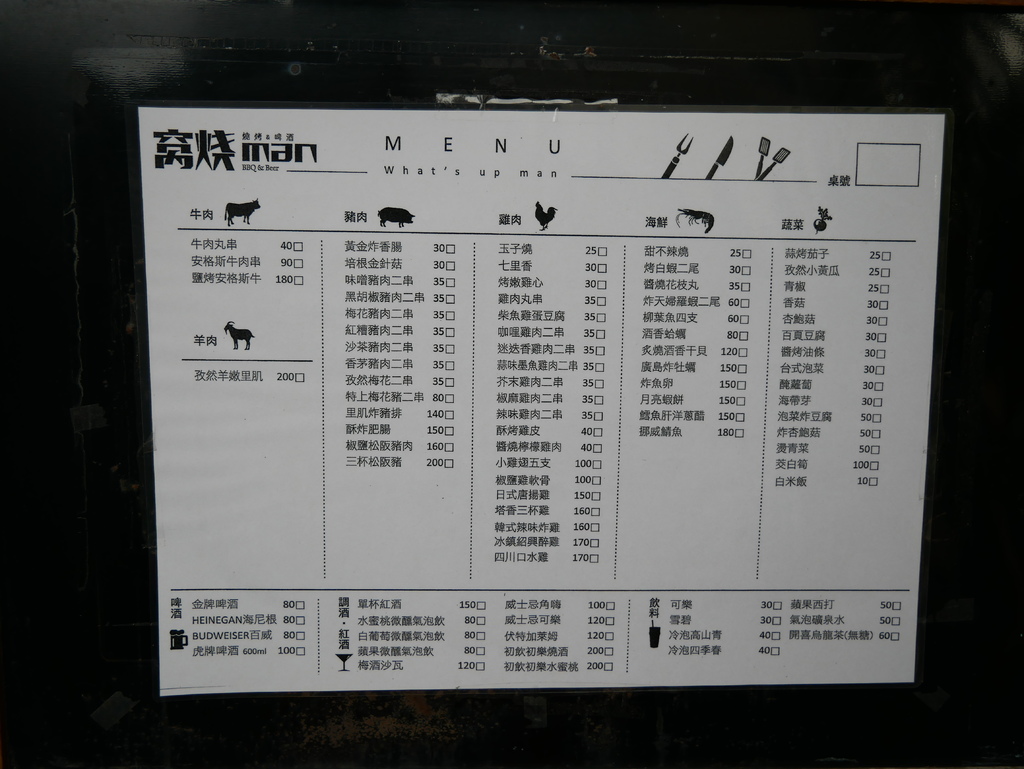 窩燒 燒烤&啤酒
man
BBQ & Beer
MENU
What's up man
桌號
牛肉
牛肉丸串 40□
安格斯牛肉串 90□
鹽烤安格斯牛 180□
羊肉
孜然羊嫩里肌 200□
豬肉
黃金炸香腸 30□
培根金針菇 30□
味噌豬肉二串 35□
黑胡椒豬肉二串 35□
梅花豬肉二串 35□
紅糟豬肉二串 35□
沙茶豬肉二串 35□
香茅豬肉二串 35□
孜然梅花二串 35□
特上梅花豬二串 80□
里肌炸豬排 140□
酥炸肥腸 150□
椒鹽松阪豬肉 160□
三杯松阪豬 200□
雞肉
玉子燒 25□
七里香 30□
烤嫩雞心 30□
雞肉丸串 35□
柴魚雞蛋豆腐 35□
咖哩雞肉二串 35□
迷迭香雞肉二串 35□
蒜味墨魚雞肉二串 35□
芥末雞肉二串 35□
椒麻雞肉二串 35□
辣味雞肉二串 35□
酥烤雞皮 40□
醬燒檸檬雞肉 40□
小雞翅五支 100□
椒鹽雞軟骨 100□
日式唐揚雞 150□
塔香三杯雞 160□
韓式辣味炸雞 160□
冰鎮紹興醉雞 170□
四川口水雞 170□
海鮮
甜不辣燒 25□
烤白蝦二尾 30□
醬燒花枝丸 35□
炸天婦羅蝦二尾 60□
柳葉魚四支 60□
酒香蛤蠣 80□
炙燒酒香干貝 120□
廣島炸牡蠣 150□
炸魚卵 150□
月亮蝦餅 150□
鱈魚肝洋蔥醋 150□
挪威鯖魚 180□
蔬菜
蒜烤茄子 25□
孜然小黃瓜 25□
青椒 25□
香菇 30□
杏鮑菇 30□
百頁豆腐 30□
醬烤油條 30□
台式泡菜 30□
醃蘿蔔 30□
海帶芽 30□
泡菜炸豆腐 50□
炸杏鮑菇 50□
燙青菜 50□
茭白筍 100□
白米飯 10□
啤酒
金牌啤酒 80□
HEINEGAN海尼根 80□
BUDWEISER百威 80□
虎牌啤酒 600ml 100□
調酒・紅酒
單杯紅酒 150□
水蜜桃微醺氣泡飲 80□
白葡萄微醺氣泡飲 80□
蘋果微醺氣泡飲 80□
梅酒沙瓦 120□
威士忌角嗨 100□
威士忌可樂 120□
伏特加萊姆 120□
初飲初樂燒酒 200□
初飲初樂水蜜桃 200□
飲料
可樂 30□
雪碧 30□
冷泡高山青 40□
冷泡四季春 40□
蘋果西打 50□
氣泡礦泉水 50□
開喜烏龍茶(無糖) 60□